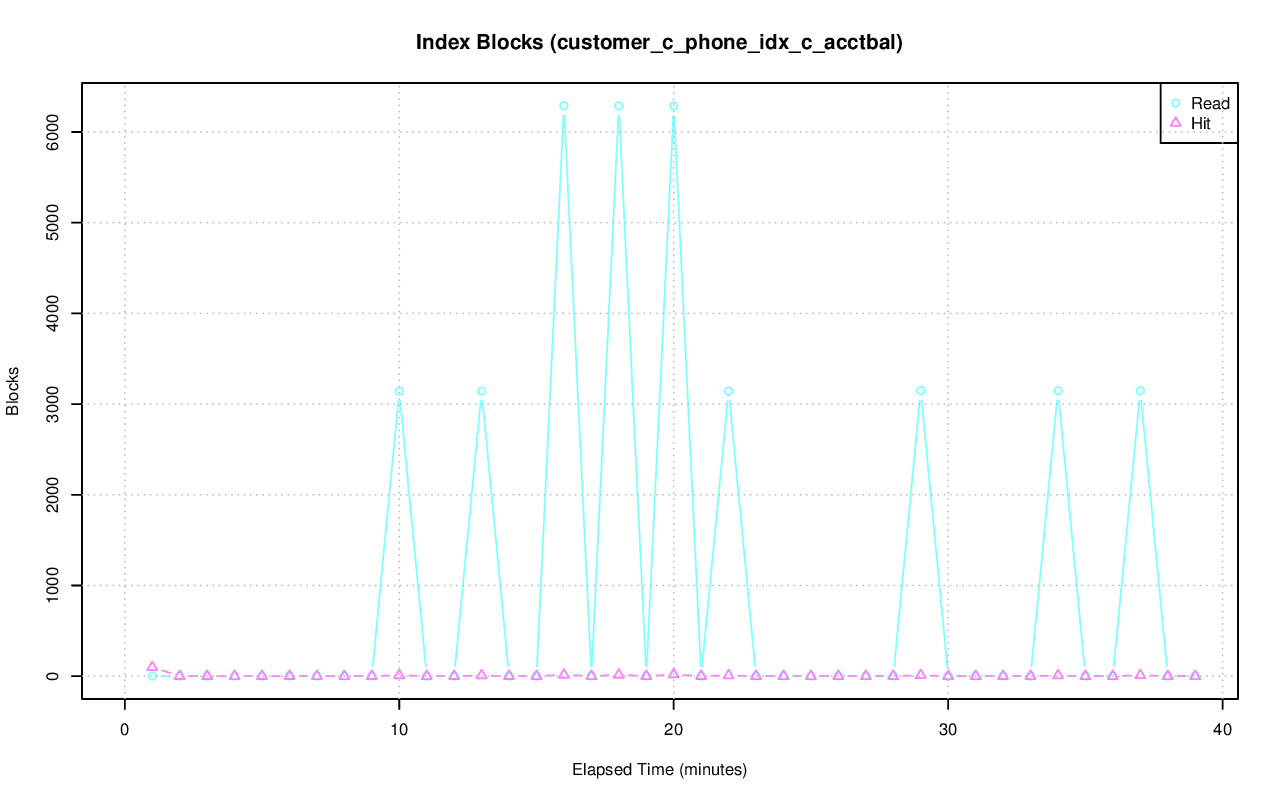 Index Blocks (customer_c_phone_idx_c_acctbal)
Read
Hit
6000
5000
4000
3000
2000
1000
0
Blocks
0 10 20 30 40
Elapsed Time (minutes)